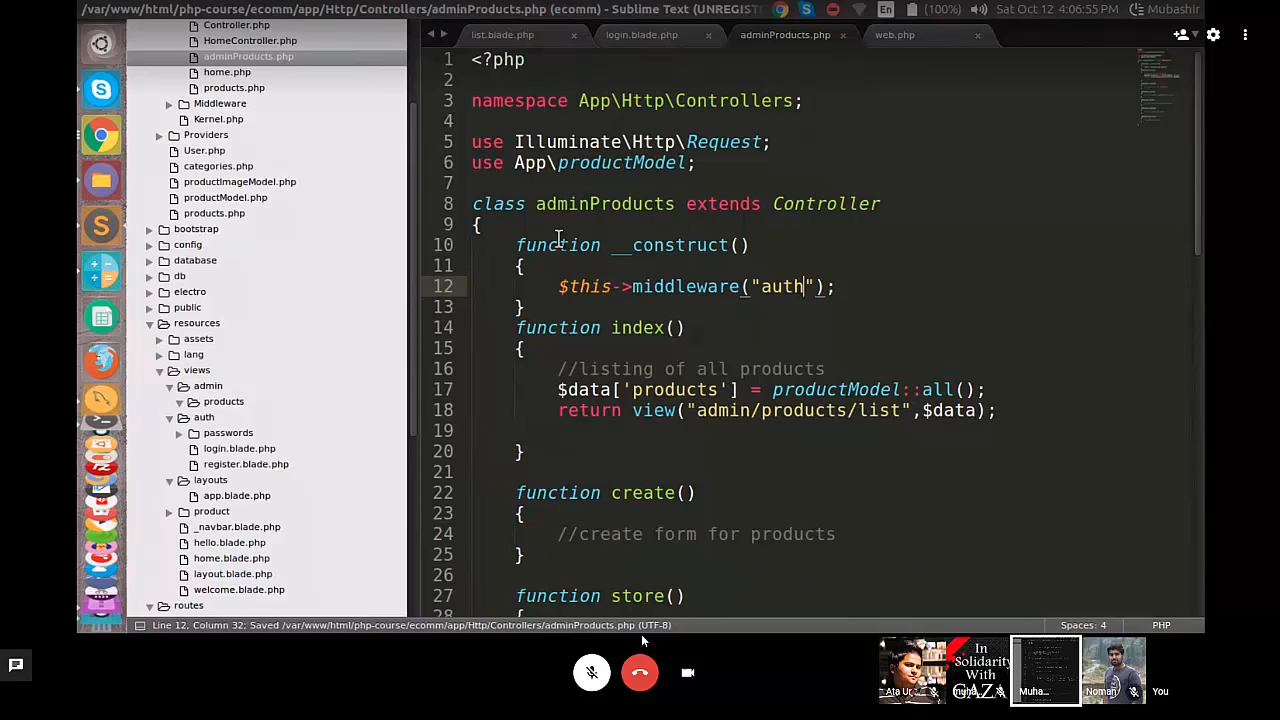 /var/www/html/php-course/ecomm/app/Http/Controllers/adminProducts.php (ecomm) - Sublime Text (UNREGIST
En (100%) Sat Oct 12 4:06:55 PM Mubashir
Controller.php
HomeController.php
adminProducts.php
home.php
products.php
Middleware
Kernel.php
Providers
User.php
categories.php
productImageModel.php
productModel.php
products.php
bootstrap
config
database
db
electro
public
resources
assets
lang
views
admin
products
auth
passwords
login.blade.php
register.blade.php
layouts
app.blade.php
product
_navbar.blade.php
hello.blade.php
home.blade.php
layout.blade.php
welcome.blade.php
routes
list.blade.php × login.blade.php × adminProducts.php × web.php ×
1 <?php
2
3 namespace App\Http\Controllers;
4
5 use Illuminate\Http\Request;
6 use App\productModel;
7
8 class adminProducts extends Controller
9 {
10 function __construct()
11 {
12 $this->middleware("auth");
13 }
14 function index()
15 {
16 //listing of all products
17 $data['products'] = productModel::all();
18 return view("admin/products/list",$data);
19
20 }
21
22 function create()
23 {
24 //create form for products
25 }
26
27 function store()
28 {
Line 12, Column 32; Saved /var/www/html/php-course/ecomm/app/Http/Controllers/adminProducts.php (UTF-8) Spaces: 4 PHP
In
Solidarity
With
GAZA
Ata Ur
muha
Muha...
Noman
You